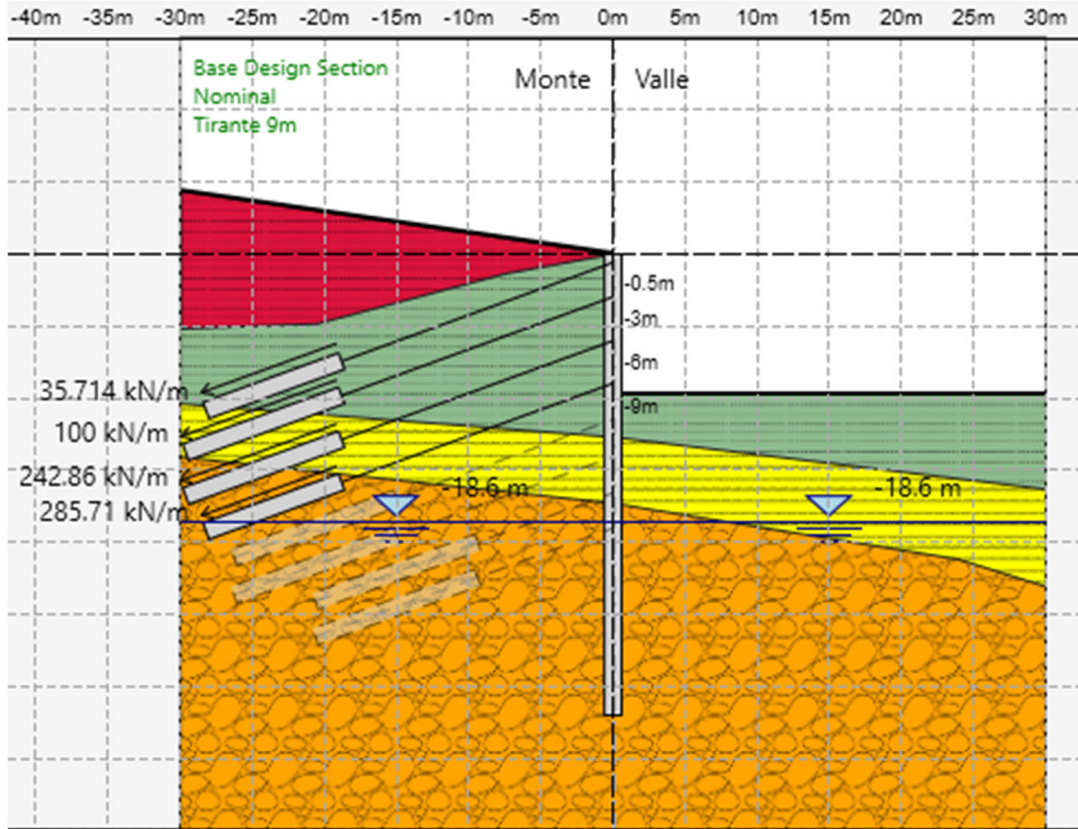 -40m -35m -30m -25m -20m -15m -10m -5m 0m 5m 10m 15m 20m 25m 30m
Base Design Section
Nominal
Tirante 9m
Monte Valle
-0.5m
-3m
-6m
35.714 kN/m
-9m
100 kN/m
242.86 kN/m
-18.6 m -18.6 m
285.71 kN/m